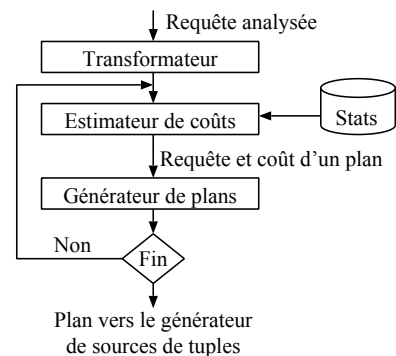 Requête analysée
Transformateur
Estimateur de coûts
Stats
Requête et coût d'un plan
Générateur de plans
Non
Fin
Plan vers le générateur
de sources de tuples